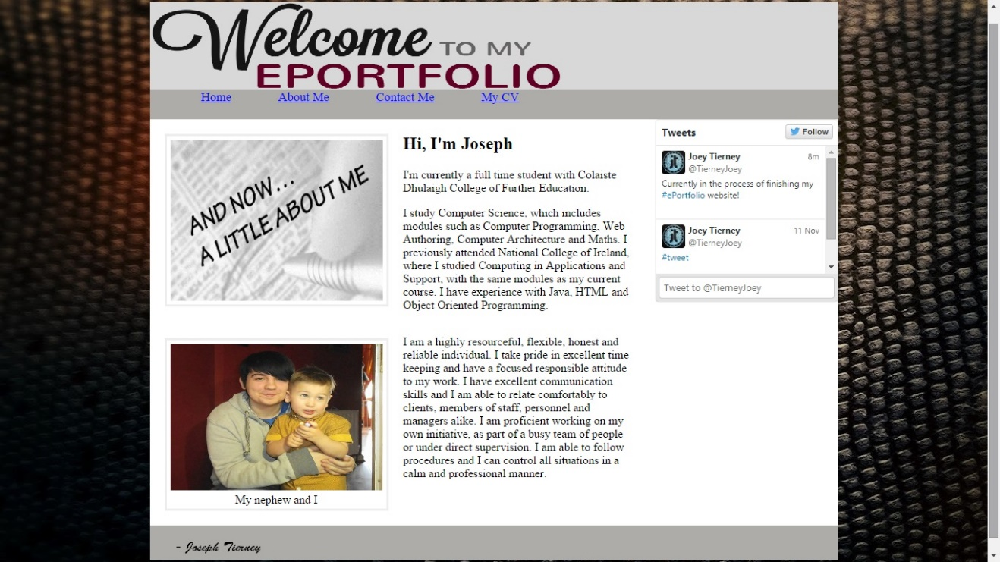 Welcome TO MY
EPORTFOLIO
Home About Me Contact Me My CV
AND NOW ...
A LITTLE ABOUT ME
Hi, I'm Joseph
I'm currently a full time student with Colaiste
Dhulaigh College of Further Education.
I study Computer Science, which includes
modules such as Computer Programming, Web
Authoring, Computer Architecture and Maths. I
previously attended National College of Ireland,
where I studied Computing in Applications and
Support, with the same modules as my current
course. I have experience with Java, HTML and
Object Oriented Programming.
My nephew and I
I am a highly resourceful, flexible, honest and
reliable individual. I take pride in excellent time
keeping and have a focused responsible attitude
to my work. I have excellent communication
skills and I am able to relate comfortably to
clients, members of staff, personnel and
managers alike. I am proficient working on my
own initiative, as part of a busy team of people
or under direct supervision. I am able to follow
procedures and I can control all situations in a
calm and professional manner.
Tweets Follow
Joey Tierney 8m
@TierneyJoey
Currently in the process of finishing my
#ePortfolio website!
Joey Tierney 11 Nov
@TierneyJoey
#tweet
Tweet to @TierneyJoey
- Joseph Tierney